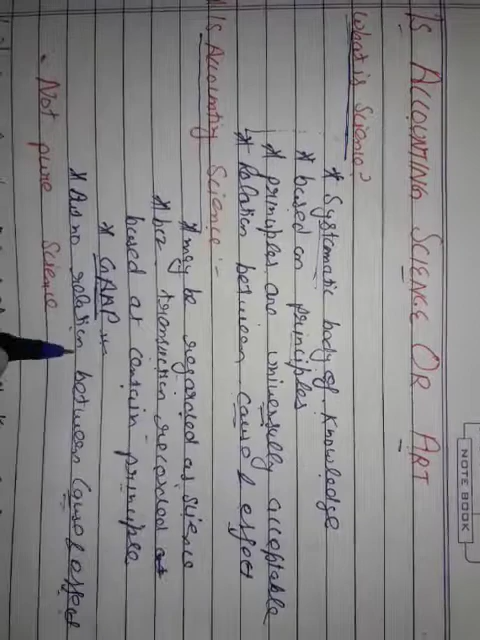 NOTE BOOK
Is ACCOUNTING SCIENCE OR ART
What is Science?
* Systematic body of Knowledge
* based on principles
* principles are universally acceptable
* Relation between cause & effect
Is Accounting Science :-
* may be regarded as science
* bcz transaction recorded
based at certain principle
* GAAP
* As no relation between Cause & effect
• Not pure Science